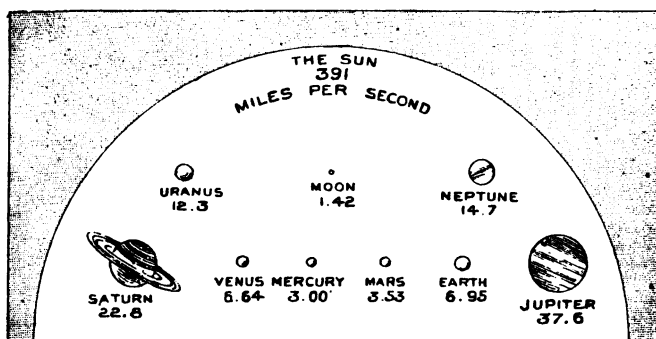 THE SUN
391
MILES PER SECOND
URANUS
12.3
MOON
1.42
NEPTUNE
14.7
SATURN
22.8
VENUS
6.64
MERCURY
3.00
MARS
3.53
EARTH
6.95
JUPITER
37.6